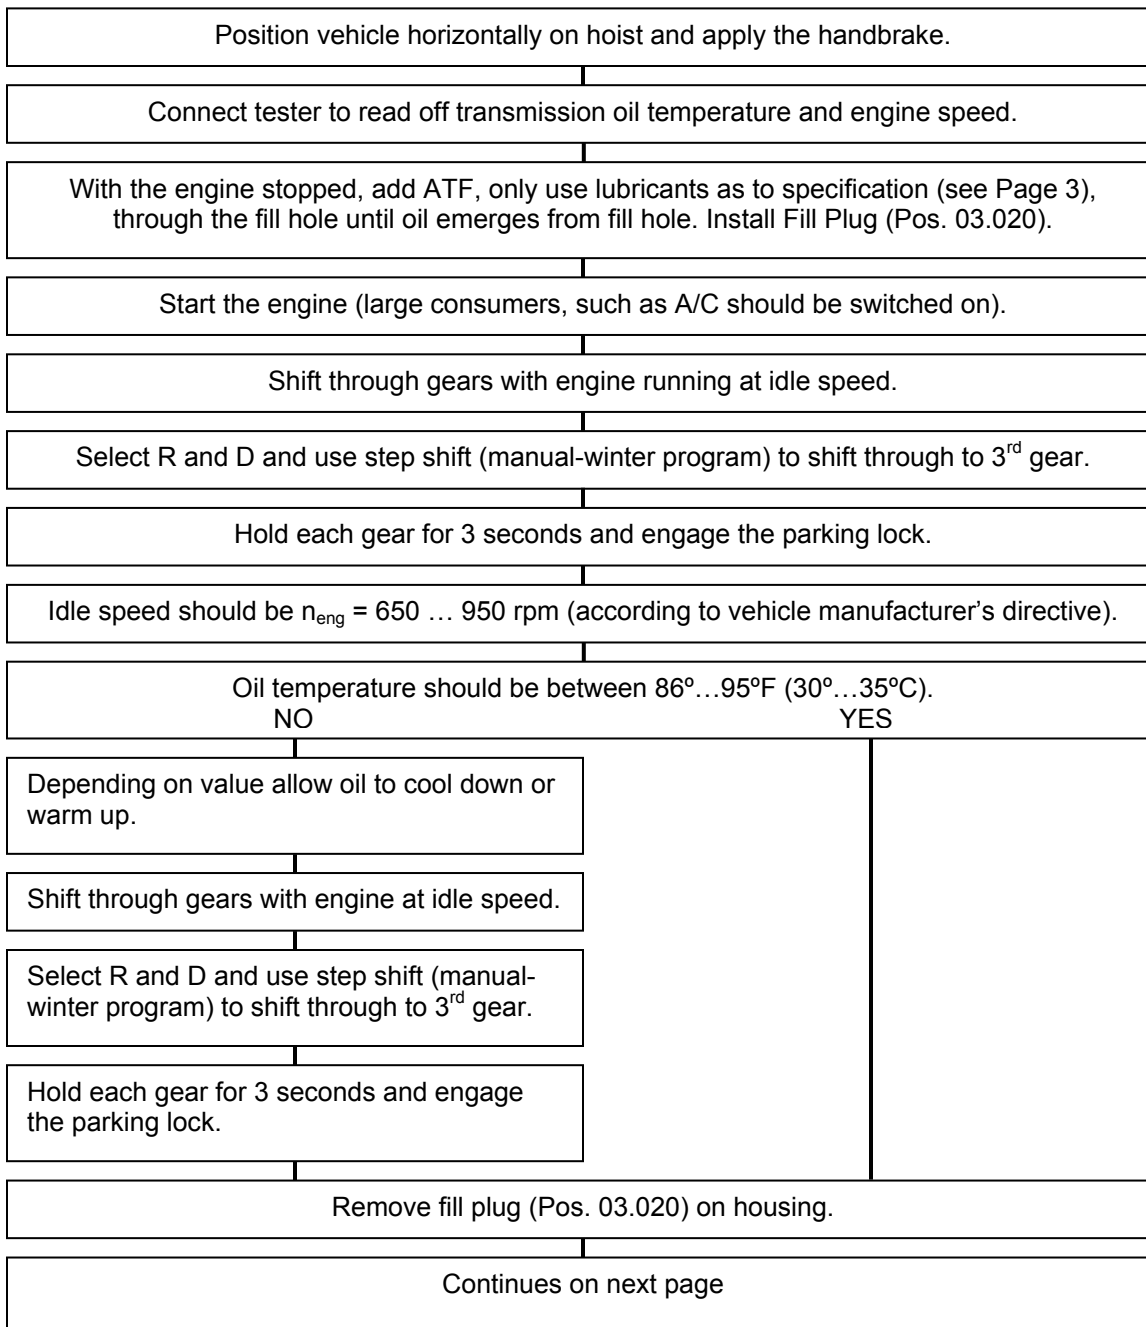 Position vehicle horizontally on hoist and apply the handbrake.
Connect tester to read off transmission oil temperature and engine speed.
With the engine stopped, add ATF, only use lubricants as to specification (see Page 3),
through the fill hole until oil emerges from fill hole. Install Fill Plug (Pos. 03.020).
Start the engine (large consumers, such as A/C should be switched on).
Shift through gears with engine running at idle speed.
Select R and D and use step shift (manual-winter program) to shift through to 3rd gear.
Hold each gear for 3 seconds and engage the parking lock.
Idle speed should be neng = 650 … 950 rpm (according to vehicle manufacturer’s directive).
Oil temperature should be between 86º…95ºF (30º…35ºC).
NO YES
Depending on value allow oil to cool down or
warm up.
Shift through gears with engine at idle speed.
Select R and D and use step shift (manual-
winter program) to shift through to 3rd gear.
Hold each gear for 3 seconds and engage
the parking lock.
Remove fill plug (Pos. 03.020) on housing.
Continues on next page